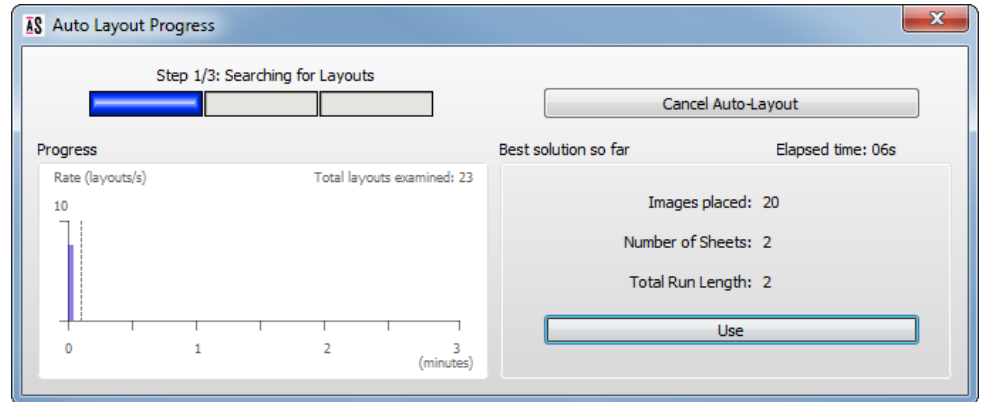 AS Auto Layout Progress
Step 1/3: Searching for Layouts
Cancel Auto-Layout
Progress
Best solution so far
Elapsed time: 06s
Rate (layouts/s)
Total layouts examined: 23
10
0 1 2 3
(minutes)
Images placed: 20
Number of Sheets: 2
Total Run Length: 2
Use